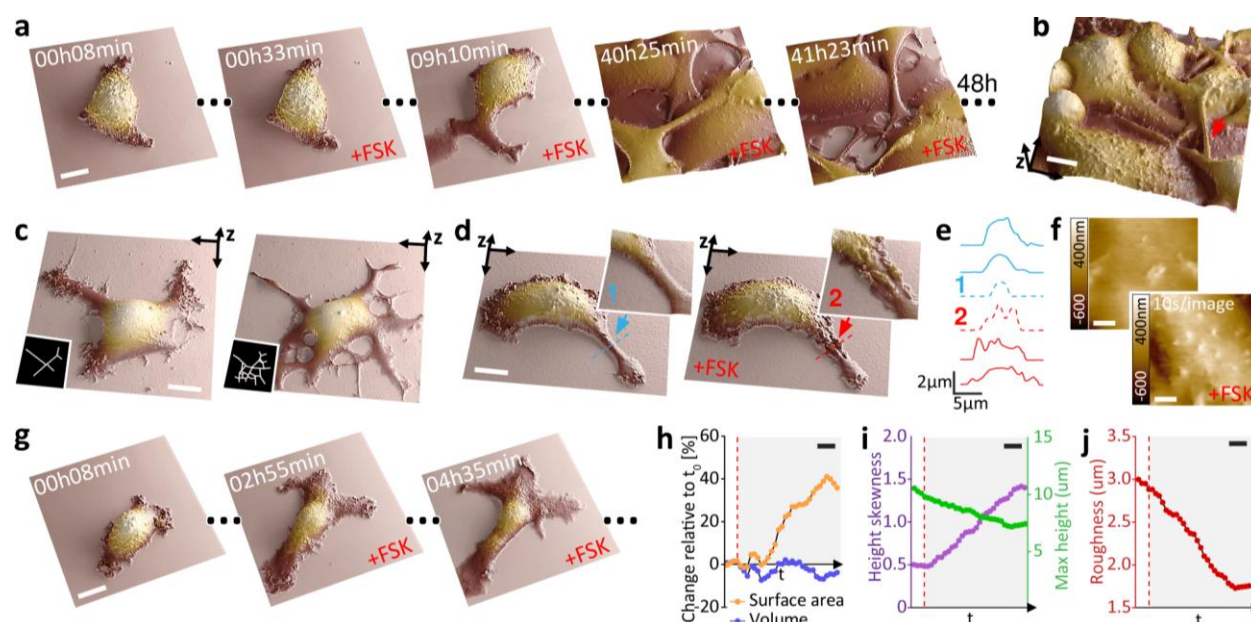 a
00h08min
00h33min
+FSK
09h10min
+FSK
40h25min
+FSK
41h23min
+FSK
48h
b
z
c
z
z
d
1
2
+FSK
e
1
2
2μm
5μm
f
400nm
-600
10s/image
400nm
-600
+FSK
g
00h08min
02h55min
+FSK
04h35min
+FSK
h
Change relative to t0 [%]
60
40
20
0
-20
t
Surface area
Volume
i
Height skewness
2.0
1.5
1.0
0.5
0
Max height (um)
15
10
5
t
j
Roughness (um)
3.5
3.0
2.5
2.0
1.5
t